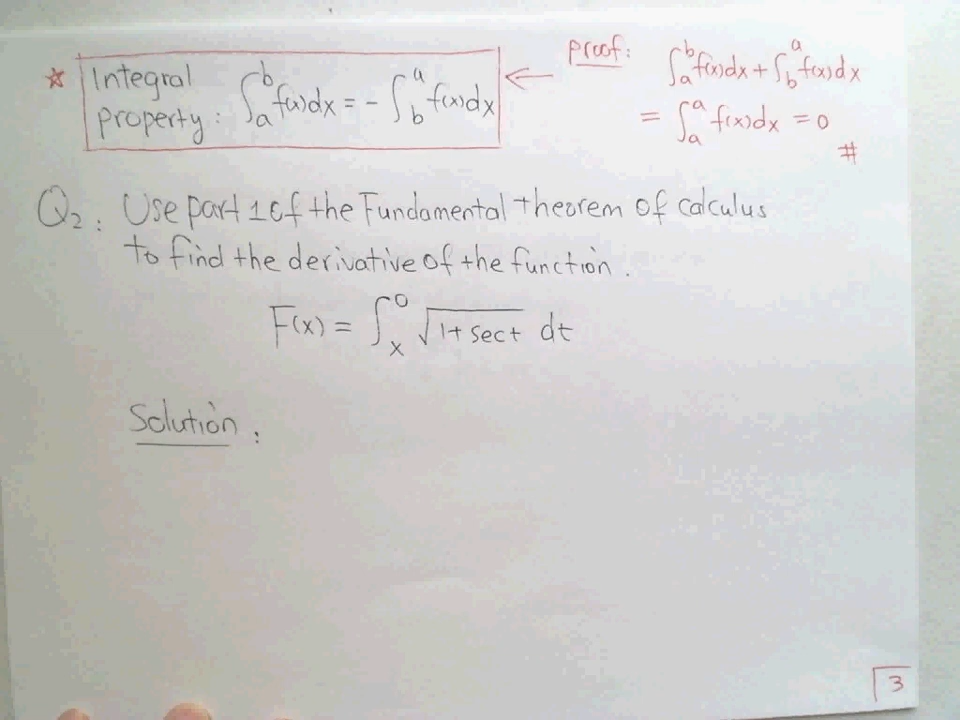 ☆ Integral property: ∫_a^b f(x)dx = - ∫_b^a f(x)dx
proof: ∫_a^b f(x)dx + ∫_b^a f(x)dx
= ∫_a^a f(x)dx = 0
#
Q₂: Use part 1 of the Fundamental theorem of calculus
to find the derivative of the function.
F(x) = ∫_x^0 √(1+sect) dt
Solution:
3